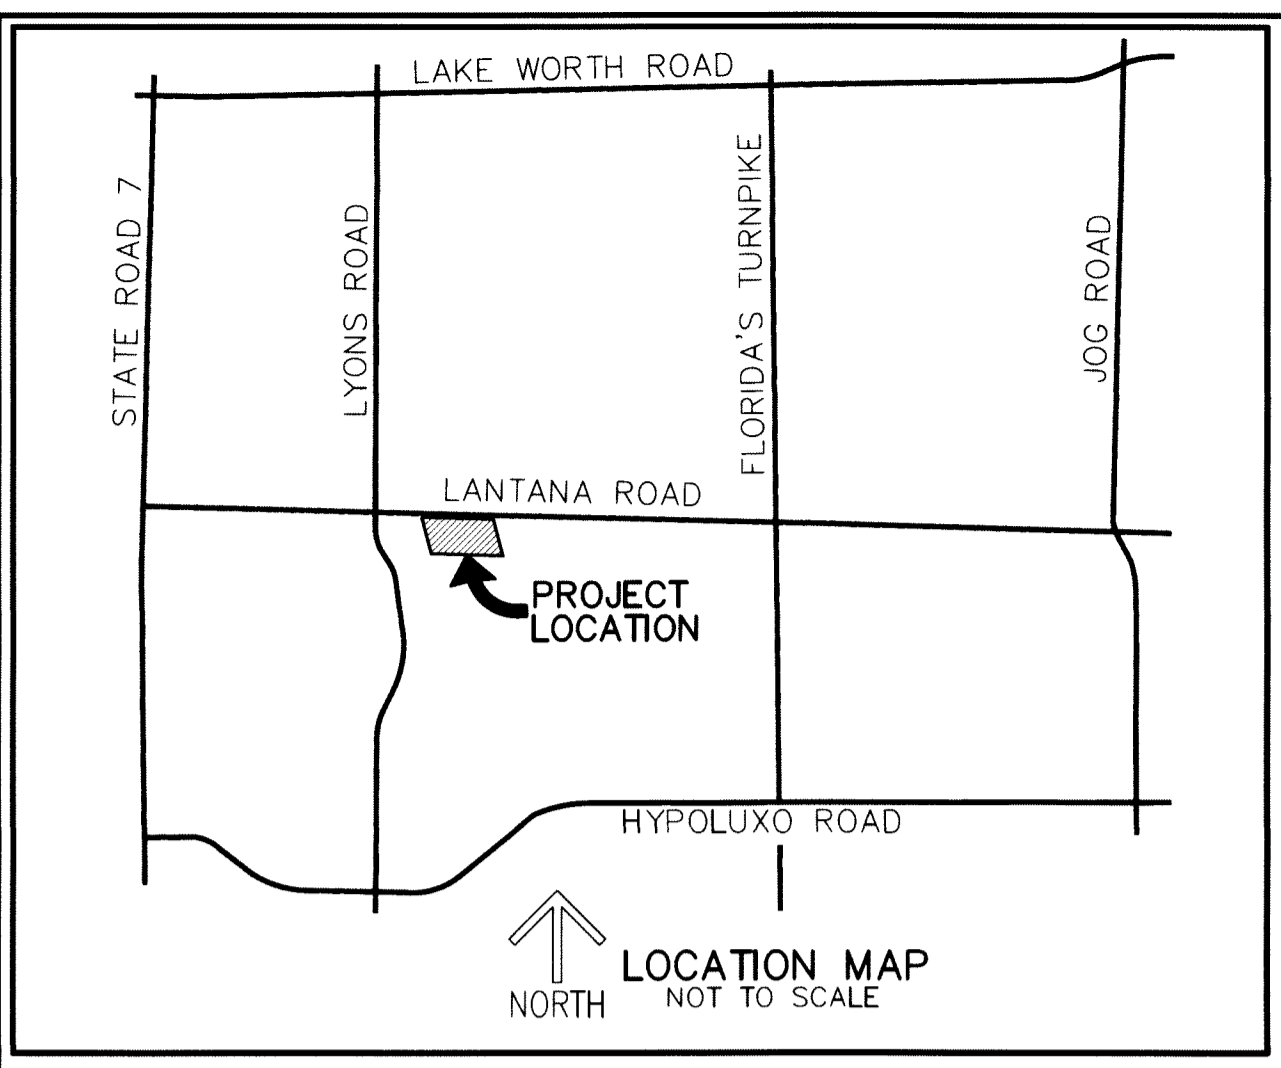 LAKE WORTH ROAD
STATE ROAD 7
LYONS ROAD
FLORIDA'S TURNPIKE
JOG ROAD
LANTANA ROAD
PROJECT
LOCATION
HYPOLUXO ROAD
NORTH
LOCATION MAP
NOT TO SCALE